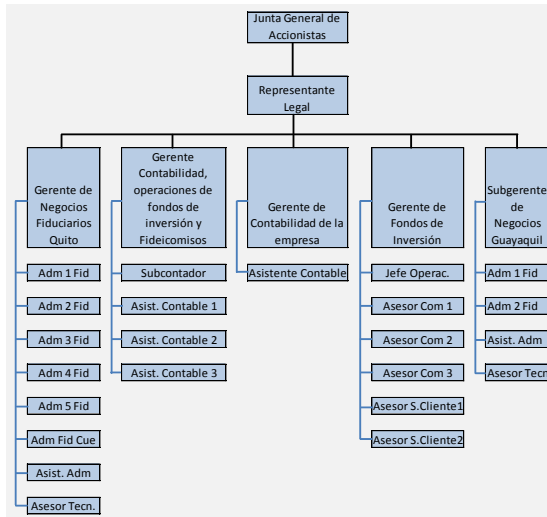 Junta General de
Accionistas
Representante
Legal
Gerente de
Negocios
Fiduciarios
Quito
Adm 1 Fid
Adm 2 Fid
Adm 3 Fid
Adm 4 Fid
Adm 5 Fid
Adm Fid Cue
Asist. Adm
Asesor Tecn.
Gerente
Contabilidad,
operaciones de
fondos de
inversión y
Fideicomisos
Subcontador
Asist. Contable 1
Asist. Contable 2
Asist. Contable 3
Gerente de
Contabilidad de la
empresa
Asistente Contable
Gerente de
Fondos de
Inversión
Jefe Operac.
Asesor Com 1
Asesor Com 2
Asesor Com 3
Asesor S.Cliente1
Asesor S.Cliente2
Subgerente
de
Negocios
Guayaquil
Adm 1 Fid
Adm 2 Fid
Asist. Adm
Asesor Tecn